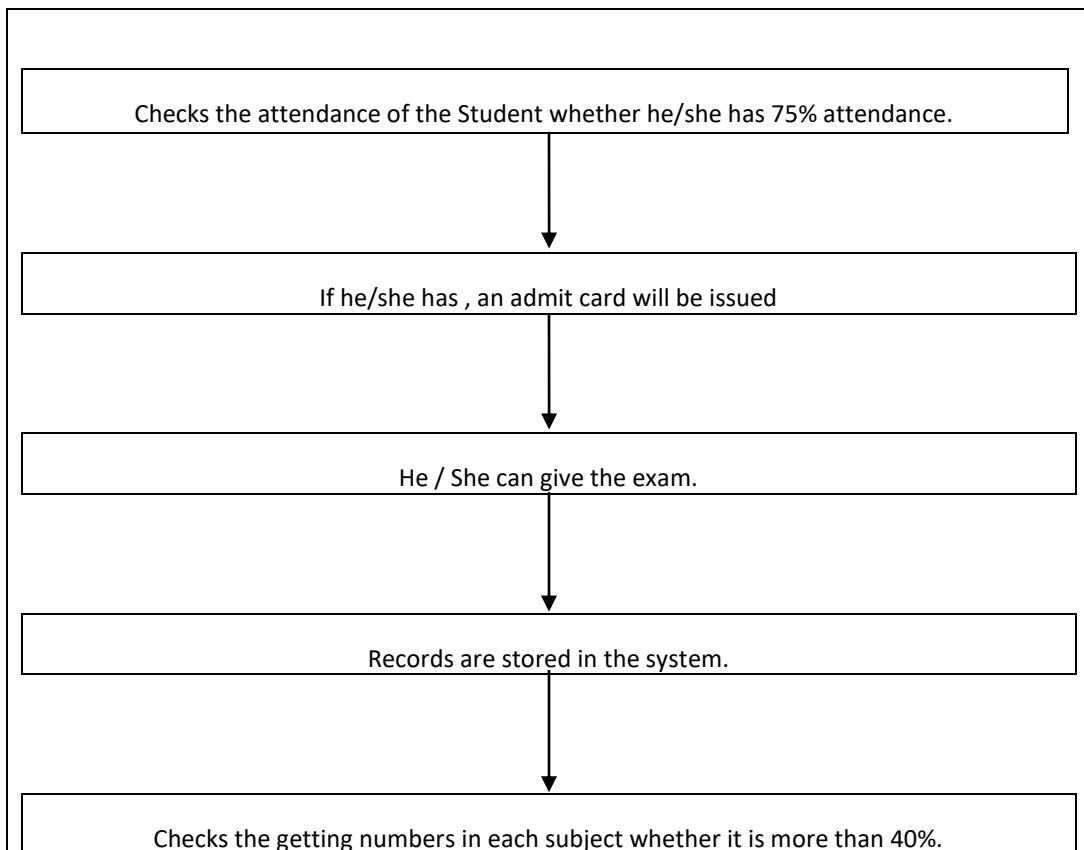 Checks the attendance of the Student whether he/she has 75% attendance.
If he/she has , an admit card will be issued
He / She can give the exam.
Records are stored in the system.
Checks the getting numbers in each subject whether it is more than 40%.